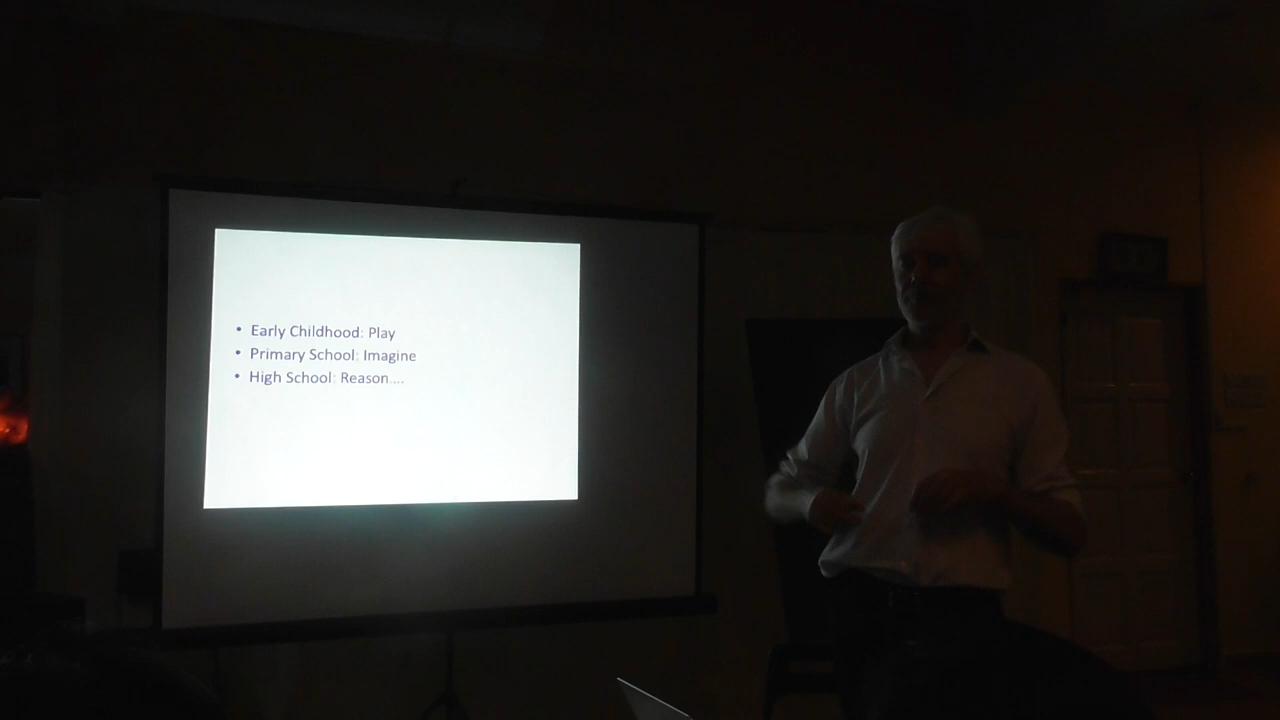 • Early Childhood: Play
• Primary School: Imagine
• High School: Reason....